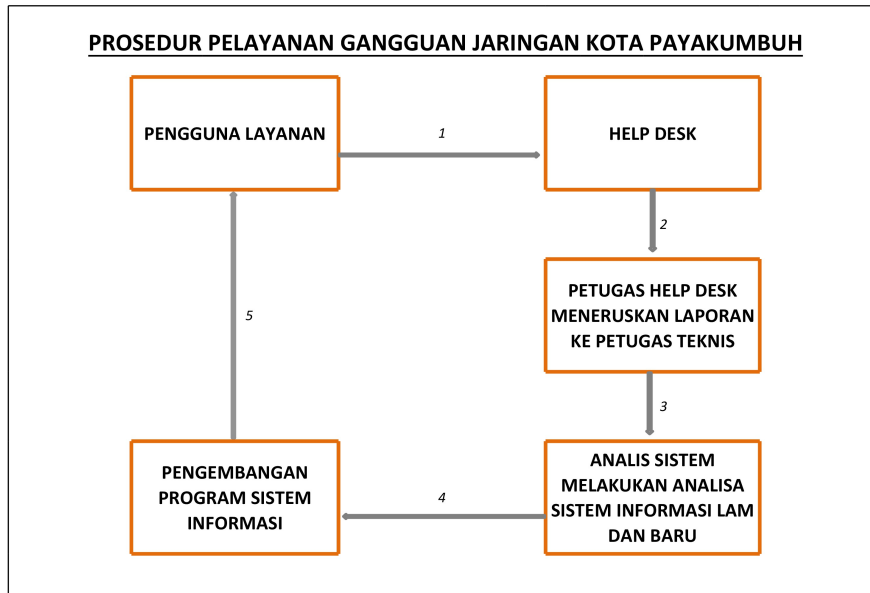 PROSEDUR PELAYANAN GANGGUAN JARINGAN KOTA PAYAKUMBUH
PENGGUNA LAYANAN
1
HELP DESK
2
PETUGAS HELP DESK
MENERUSKAN LAPORAN
KE PETUGAS TEKNIS
3
ANALIS SISTEM
MELAKUKAN ANALISA
SISTEM INFORMASI LAM
DAN BARU
4
PENGEMBANGAN
PROGRAM SISTEM
INFORMASI
5